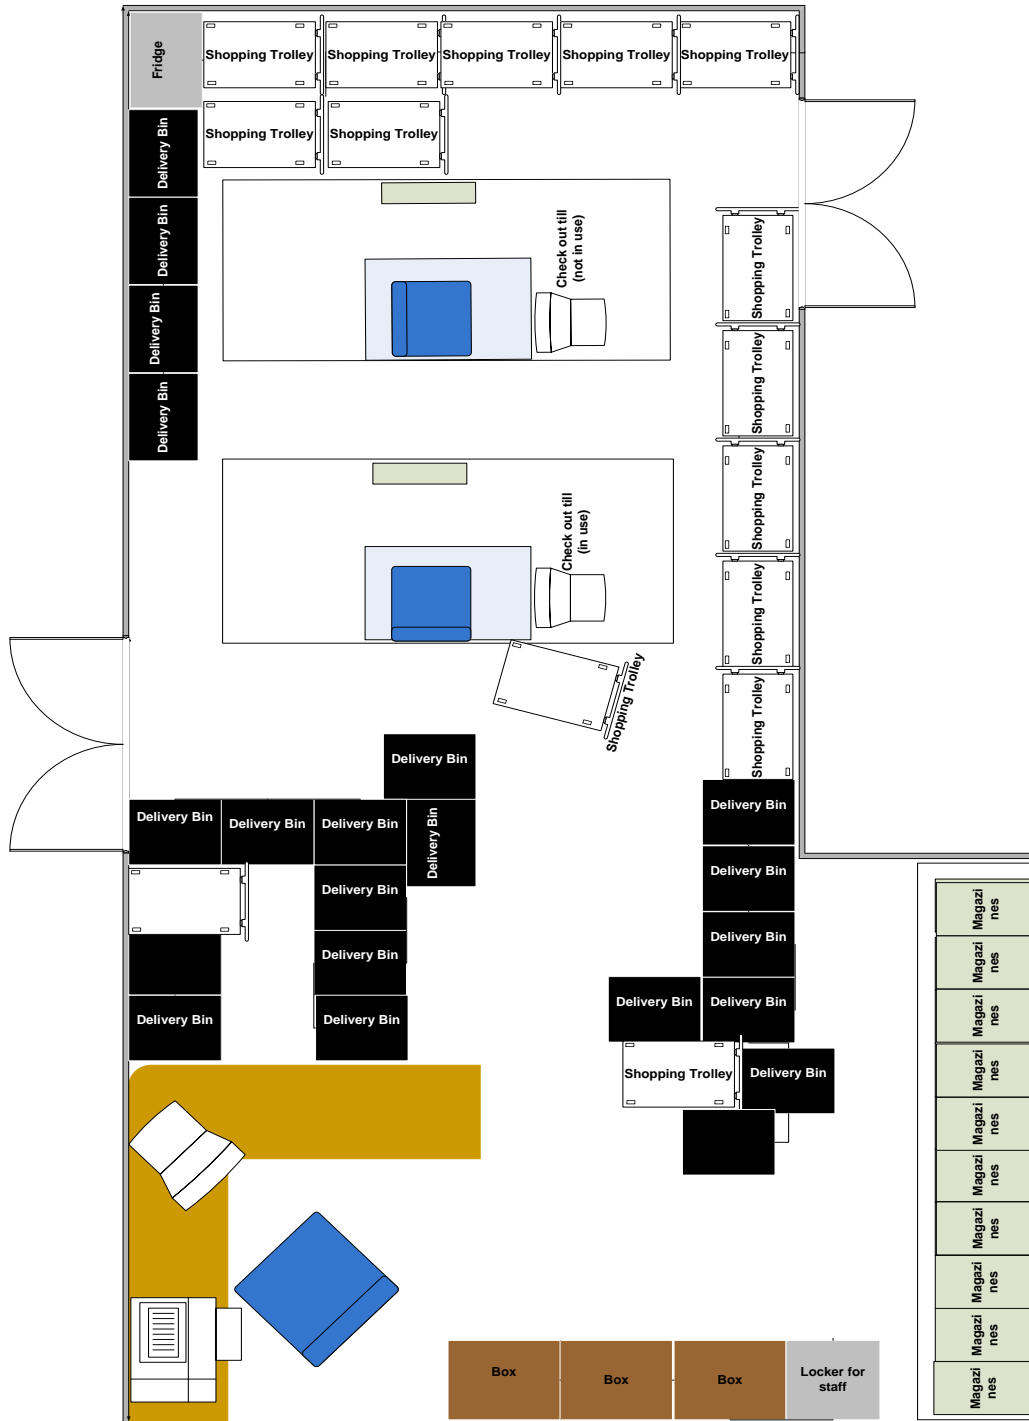 Fridge
Shopping Trolley
Shopping Trolley
Shopping Trolley
Shopping Trolley
Shopping Trolley
Shopping Trolley
Shopping Trolley
Delivery Bin
Delivery Bin
Delivery Bin
Delivery Bin
Check out till
(not in use)
Check out till
(in use)
Shopping Trolley
Shopping Trolley
Shopping Trolley
Shopping Trolley
Shopping Trolley
Shopping Trolley
Delivery Bin
Delivery Bin
Delivery Bin
Delivery Bin
Delivery Bin
Delivery Bin
Delivery Bin
Delivery Bin
Delivery Bin
Delivery Bin
Delivery Bin
Delivery Bin
Delivery Bin
Delivery Bin
Shopping Trolley
Delivery Bin
Magazi
nes
Magazi
nes
Magazi
nes
Magazi
nes
Magazi
nes
Magazi
nes
Magazi
nes
Magazi
nes
Magazi
nes
Magazi
nes
Box
Box
Box
Locker for
staff